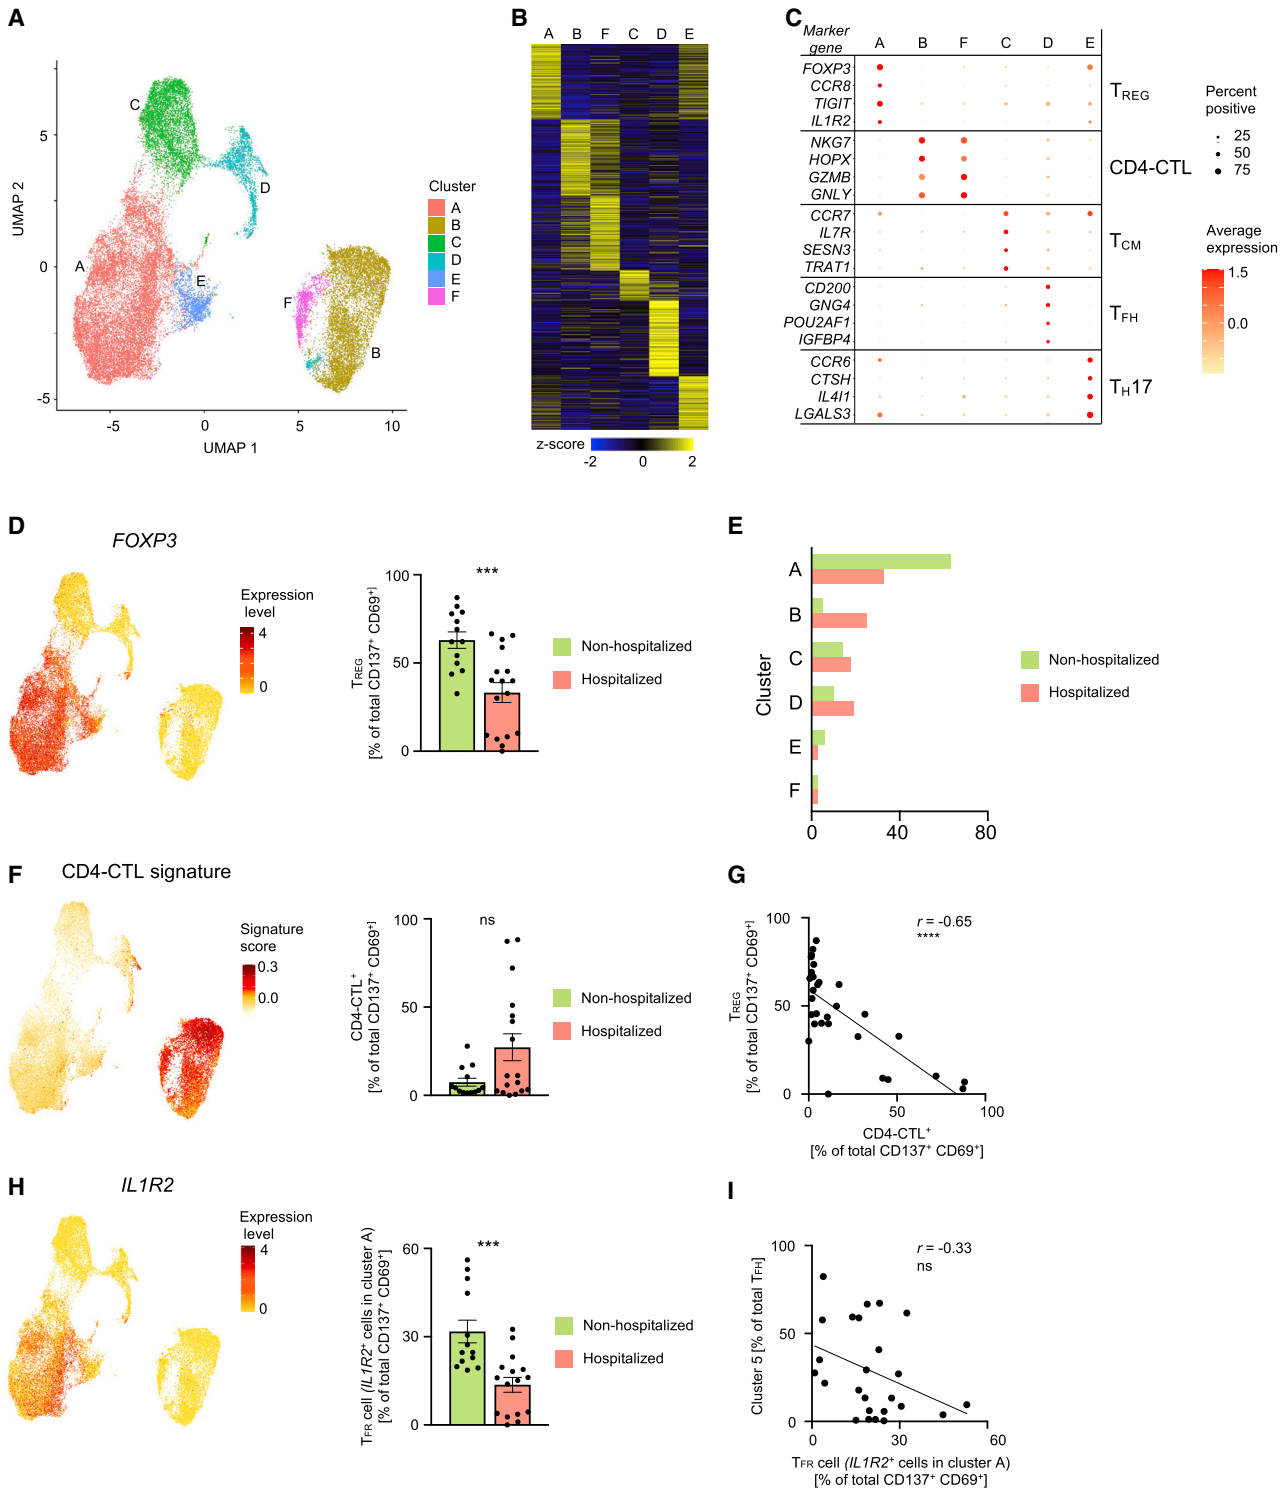 A
UMAP 2
5
0
-5
-5
0
5
10
UMAP 1
C
D
A
E
F
B
Cluster
A
B
C
D
E
F
B
A B F C D E
z-score
-2 0 2
C
Marker
gene
A B F C D E
FOXP3
CCR8
TIGIT
IL1R2
TREG
NKG7
HOPX
GZMB
GNLY
CD4-CTL
CCR7
IL7R
SESN3
TRAT1
TCM
CD200
GNG4
POU2AF1
IGFBP4
TFH
CCR6
CTSH
IL4I1
LGALS3
TH17
Percent
positive
25
50
75
Average
expression
1.5
0.0
D
FOXP3
Expression
level
4
0
TREG
[% of total CD137+ CD69+]
100
50
0
***
Non-hospitalized
Hospitalized
E
Cluster
A
B
C
D
E
F
0 40 80
Non-hospitalized
Hospitalized
F
CD4-CTL signature
Signature
score
0.3
0.0
CD4-CTL+
[% of total CD137+ CD69+]
100
50
0
ns
Non-hospitalized
Hospitalized
G
TREG
[% of total CD137+ CD69+]
100
50
0
r = -0.65
****
0 50 100
CD4-CTL+
[% of total CD137+ CD69+]
H
IL1R2
Expression
level
4
0
TFR cell (IL1R2+ cells in cluster A)
[% of total CD137+ CD69+]
60
30
0
***
Non-hospitalized
Hospitalized
I
Cluster 5 [% of total TFH]
100
50
0
r = -0.33
ns
0 30 60
TFR cell (IL1R2+ cells in cluster A)
[% of total CD137+ CD69+]